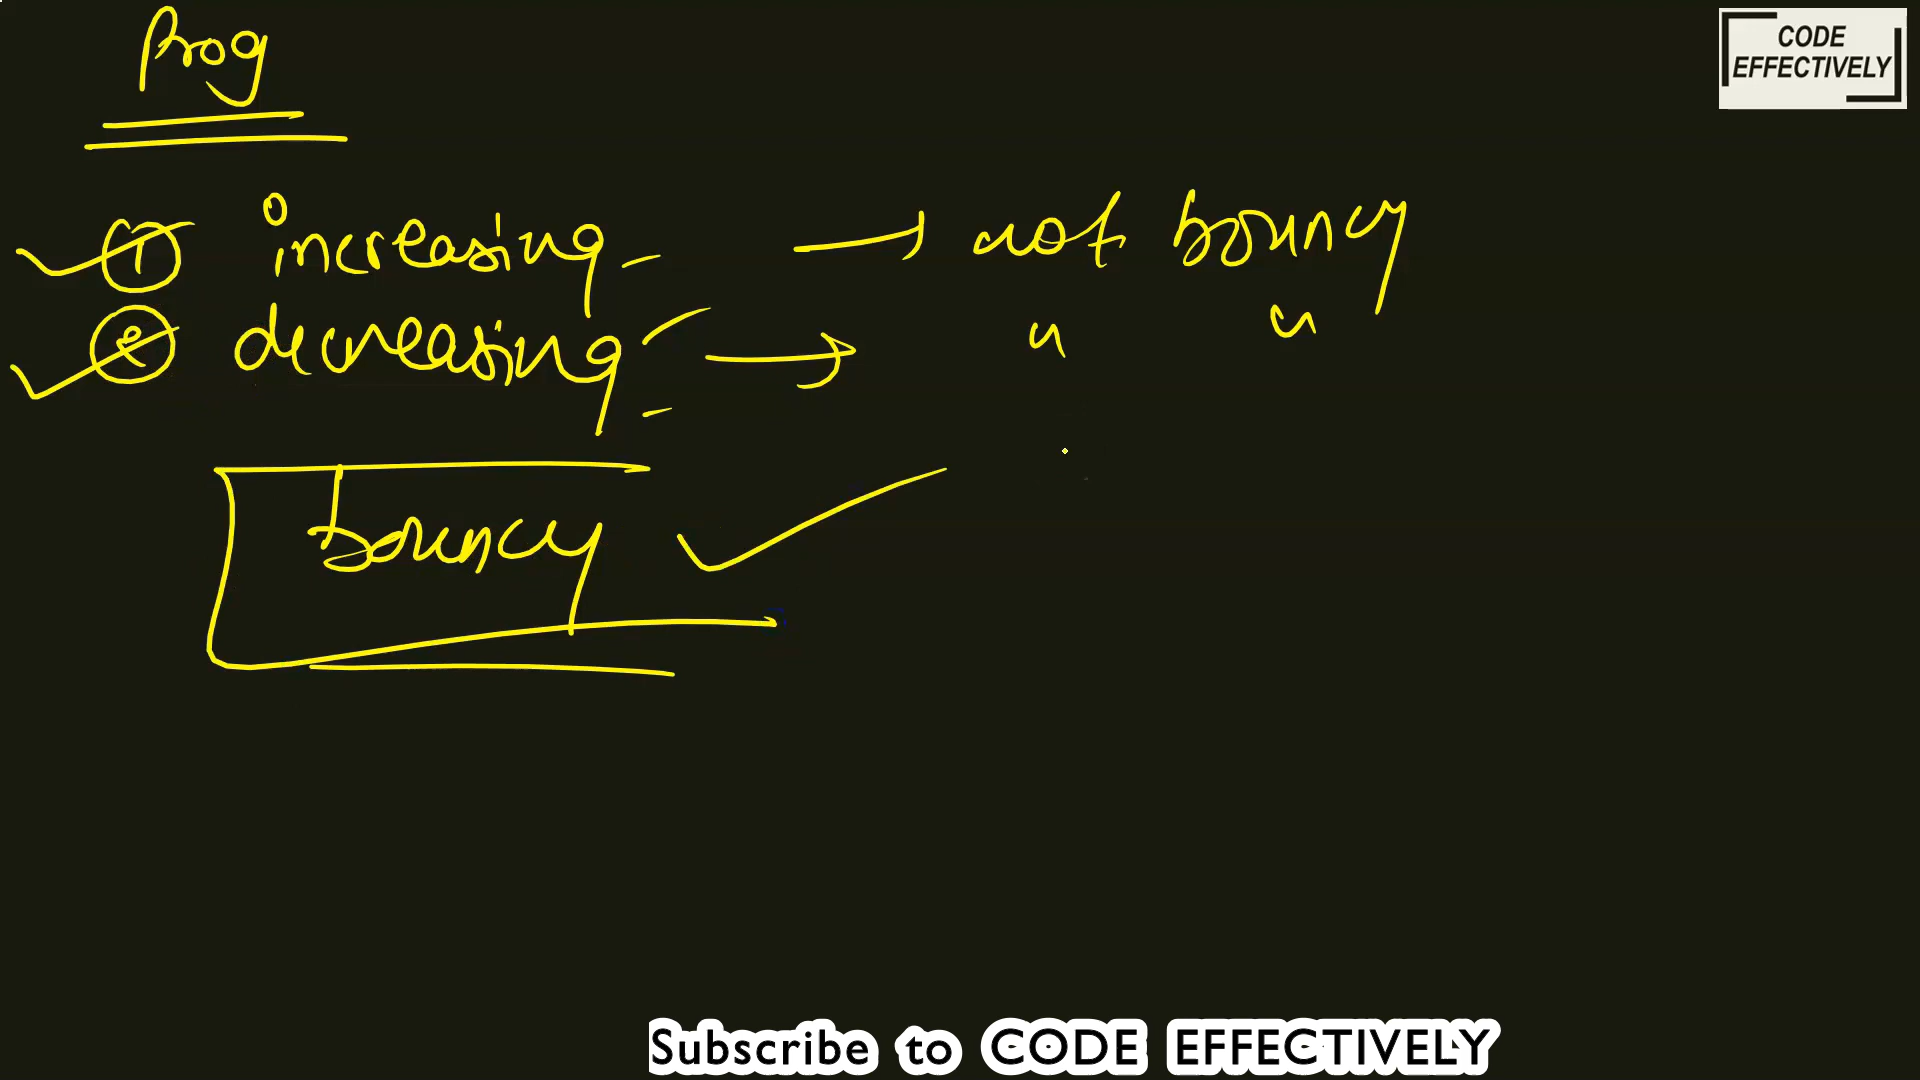 Prog
CODE
EFFECTIVELY
① increasing → not bouncy
② decreasing → " "
bouncy ✓
Subscribe to CODE EFFECTIVELY